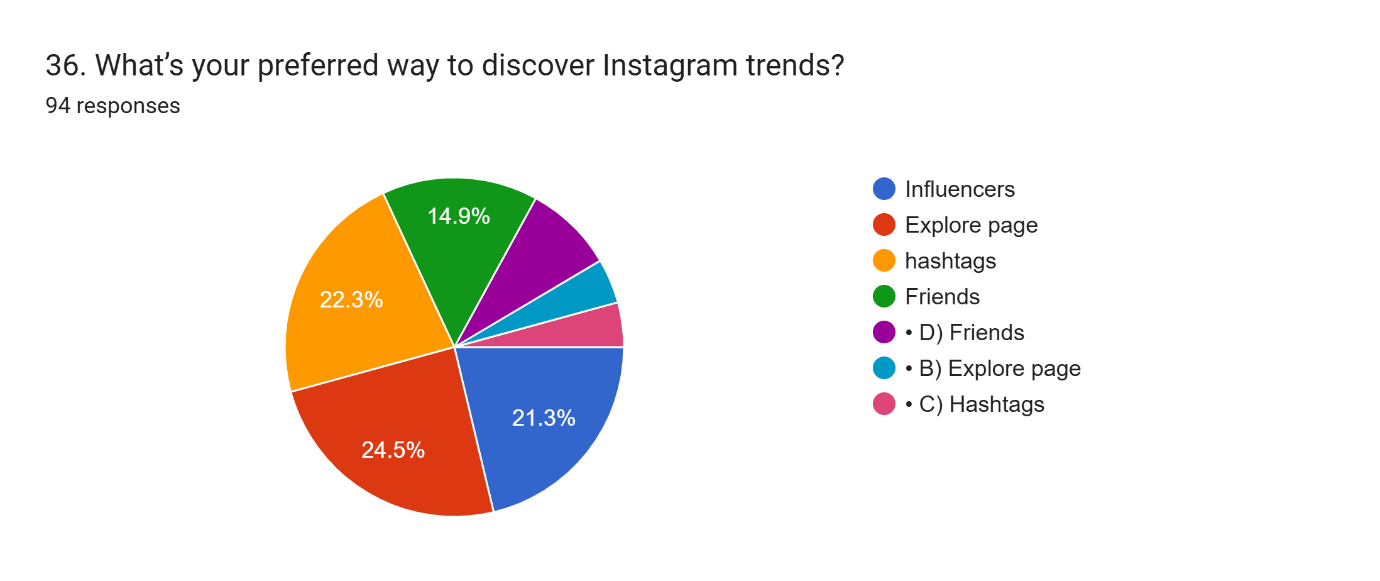 36. What’s your preferred way to discover Instagram trends?
94 responses
14.9%
22.3%
21.3%
24.5%
Influencers
Explore page
hashtags
Friends
• D) Friends
• B) Explore page
• C) Hashtags